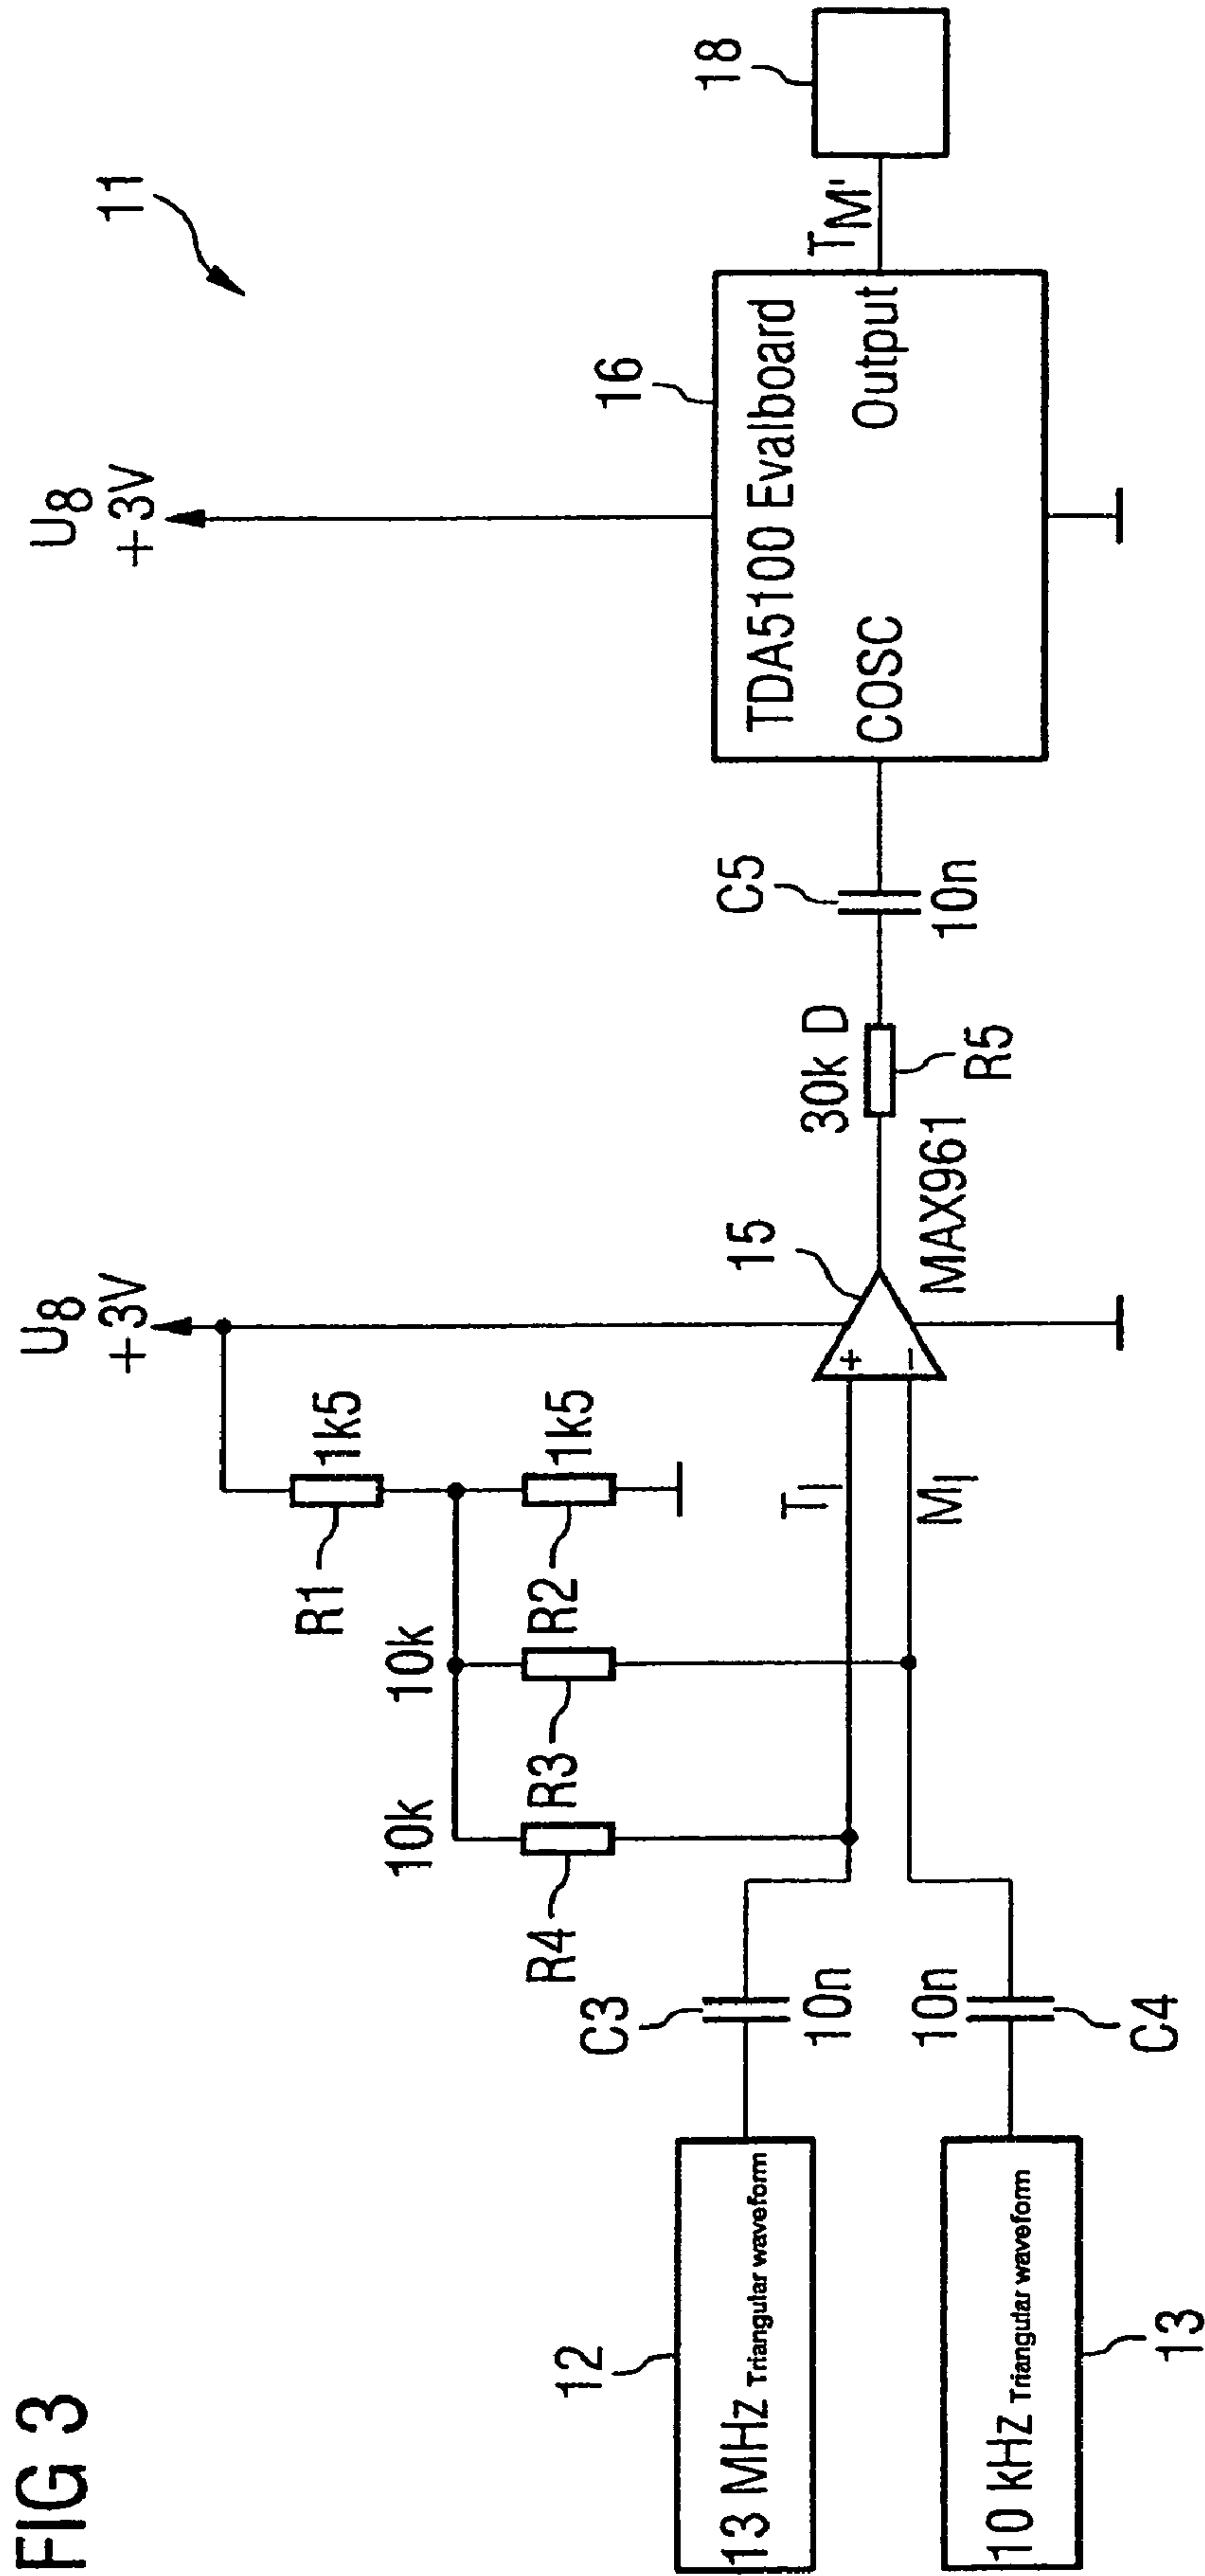 FIG 3
11
U8
+3V
U8
+3V
R1
1k5
10k
10k
R4
R3
R2
1k5
C3
10n
TI
15
+
−
MI
MAX961
30k D
R5
C5
10n
16
TDA5100 Evalboard
COSC
Output
TM'
18
12
13 MHz Triangular waveform
10 kHz Triangular waveform
13
10n
C4